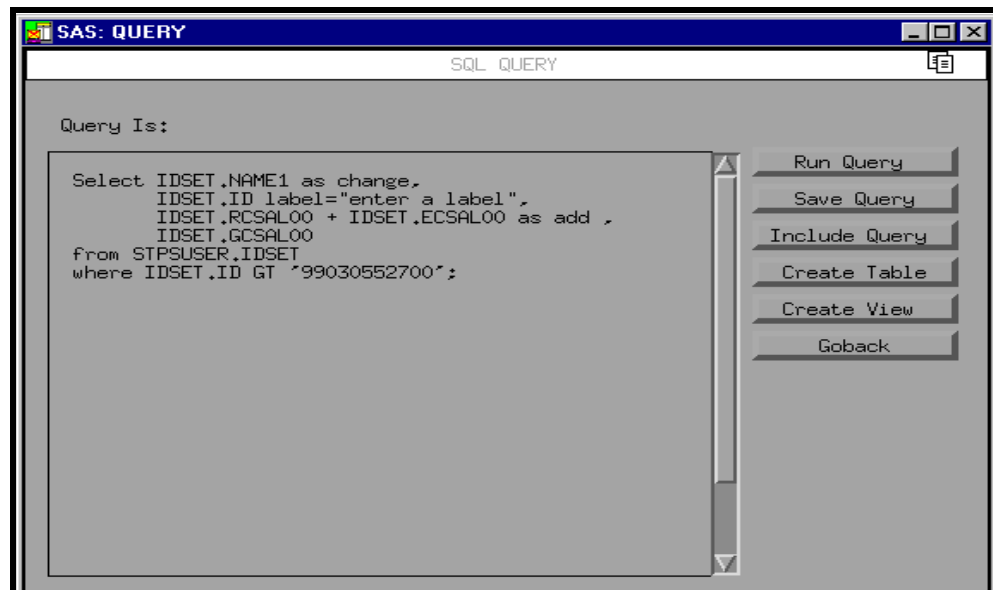 SAS: QUERY
SQL QUERY
Query Is:
Select IDSET.NAME1 as change,
IDSET.ID label="enter a label",
IDSET.RCSAL00 + IDSET.ECSAL00 as add ,
IDSET.GCSAL00
from STPSUSER.IDSET
where IDSET.ID GT '99030552700';
Run Query
Save Query
Include Query
Create Table
Create View
Goback